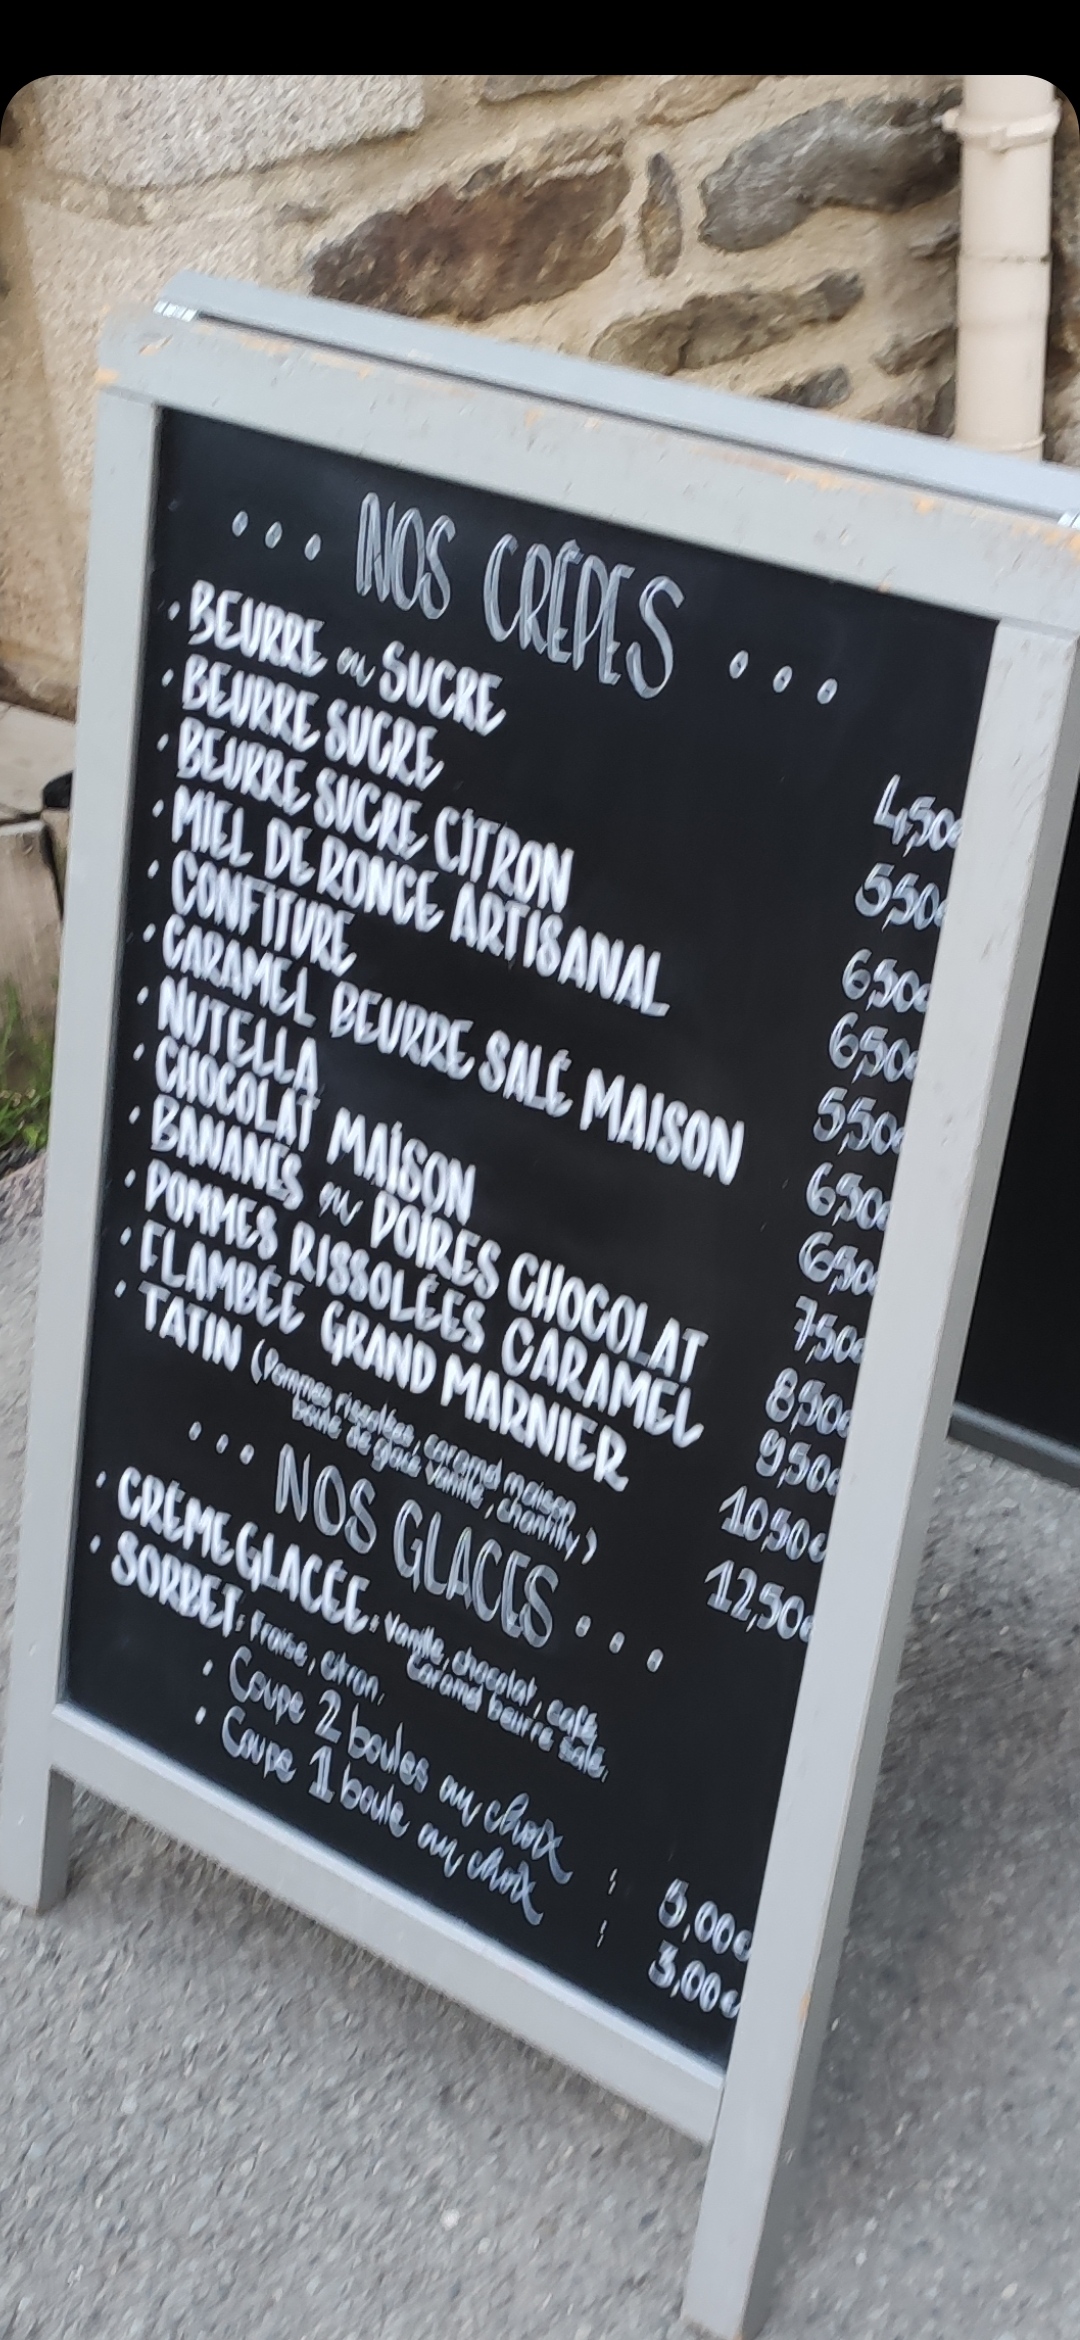 ... NOS CRÊPES ...
· BEURRE ou SUCRE 4,50€
· BEURRE SUCRE 5,50€
· BEURRE SUCRE CITRON 6,50€
· MIEL DE RONCE ARTISANAL 6,50€
· CONFITURE 5,50€
· CARAMEL BEURRE SALÉ MAISON 6,50€
· NUTELLA 6,50€
· CHOCOLAT MAISON 7,50€
· BANANES ou POIRES CHOCOLAT 8,50€
· POMMES RISSOLÉES CARAMEL 9,50€
· FLAMBÉE GRAND MARNIER 10,50€
· TATIN (Pommes rissolées, caramel maison 12,50€
boule de glace vanille, chantilly)
... NOS GLACES ...
· CRÈME GLACÉE: Vanille, chocolat, café,
Caramel beurre salé,
· SORBET: Fraise, citron,
· Coupe 2 boules au choix : 5,00€
· Coupe 1 boule au choix : 3,00€